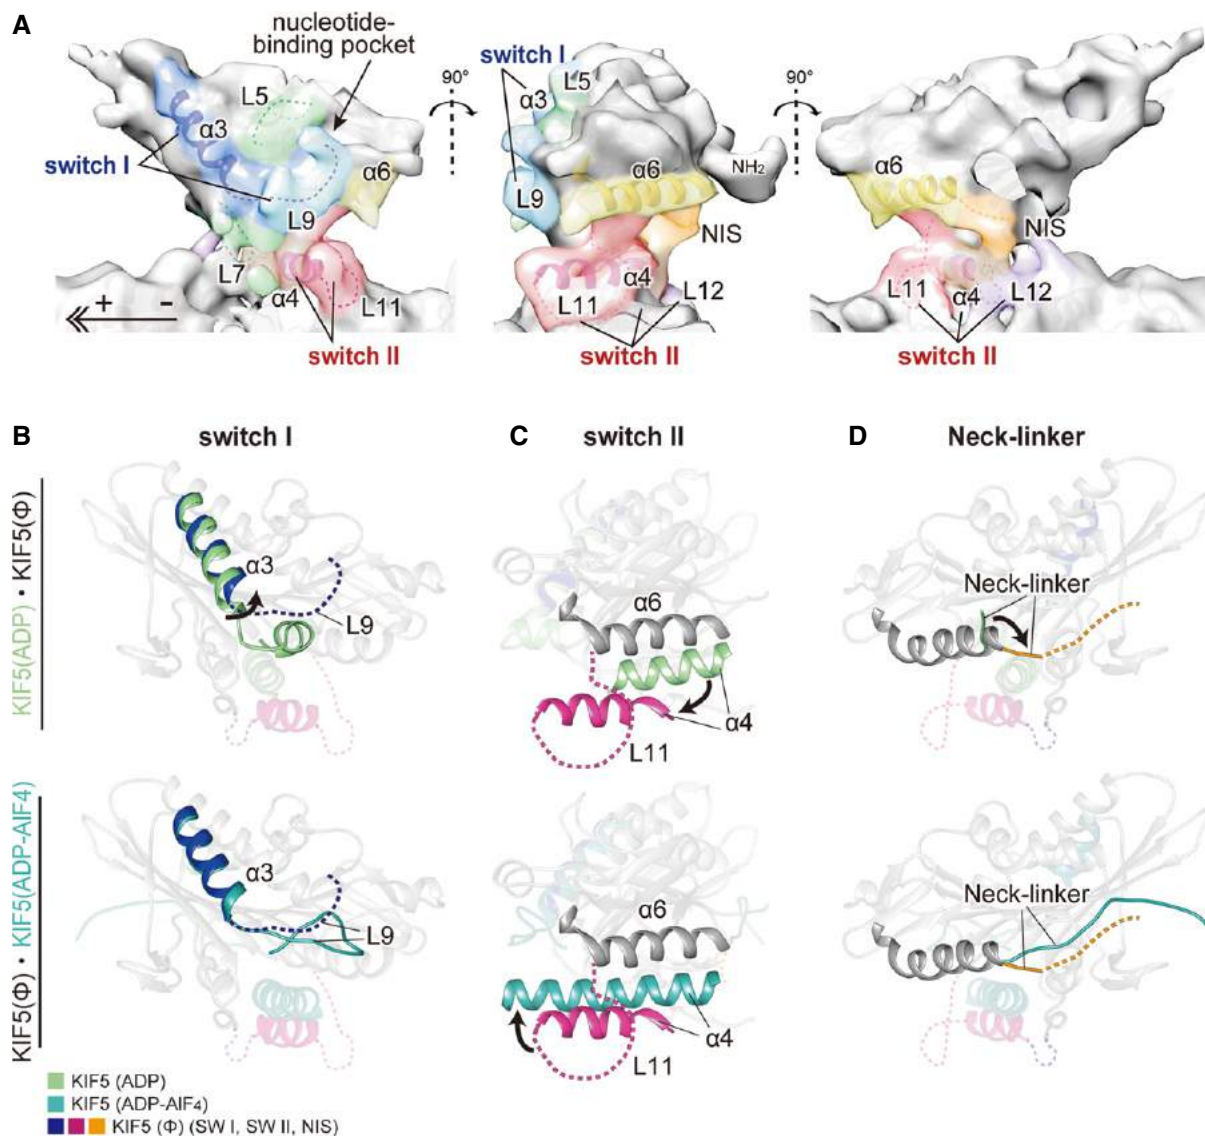 A
nucleotide-
binding pocket
switch I
L5
α3
switch I
α6
L9
L7
α4
L11
+ -
switch II
90°
switch I
L5
α3
L9
α6
NH₂
NIS
α4
L11
L12
switch II
90°
α6
NIS
L11
α4
L12
switch II
B
switch I
C
switch II
D
Neck-linker
KIF5(ADP) · KIF5(Φ)
α3
L9
α6
α4
L11
Neck-linker
KIF5(Φ) · KIF5(ADP-AlF4)
α3
L9
α6
α4
L11
Neck-linker
KIF5 (ADP)
KIF5 (ADP-AlF₄)
KIF5 (Φ) (SW I, SW II, NIS)